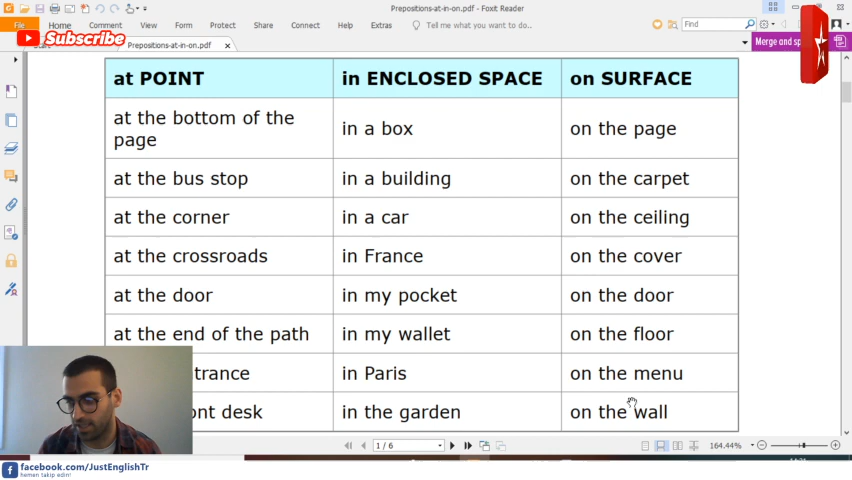 Prepositions-at-in-on.pdf - Foxit Reader
File
Home
Comment
View
Form
Protect
Share
Connect
Help
Extras
Tell me what you want to do..
Find
Subscribe
Start
Prepositions-at-in-on.pdf
Merge and sp
at POINT
in ENCLOSED SPACE
on SURFACE
at the bottom of the
page
in a box
on the page
at the bus stop
in a building
on the carpet
at the corner
in a car
on the ceiling
at the crossroads
in France
on the cover
at the door
in my pocket
on the door
at the end of the path
in my wallet
on the floor
trance
in Paris
on the menu
ont desk
in the garden
on the wall
1 / 6
164.44%
facebook.com/JustEnglishTr
hemen takip edin!